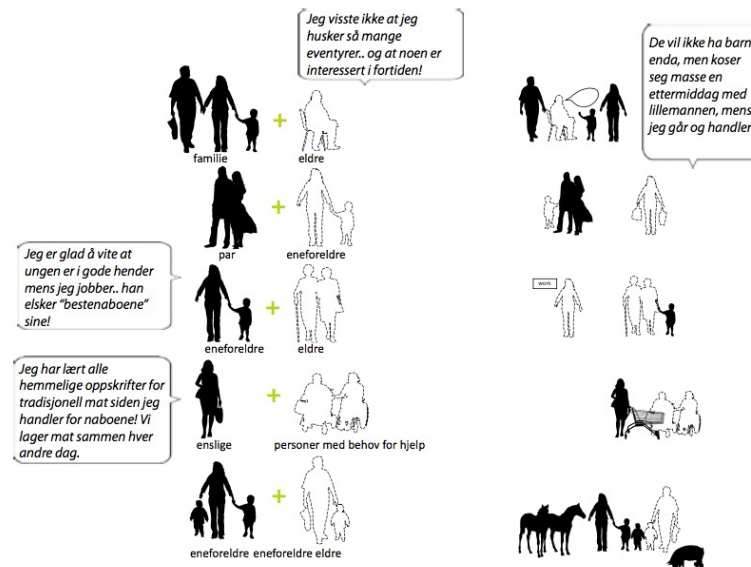 Jeg visste ikke at jeg
husker så mange
eventyrer.. og at noen er
interessert i fortiden!
De vil ikke ha barn
enda, men koser
seg masse en
ettermiddag med
lillemannen, mens
jeg går og handler
+
familie
eldre
+
par
eneforeldre
Jeg er glad å vite at
ungen er i gode hender
mens jeg jobber.. han
elsker "bestenaboene"
sine!
+
eneforeldre
eldre
work
Jeg har lært alle
hemmelige oppskrifter for
tradisjonell mat siden jeg
handler for naboene! Vi
lager mat sammen hver
andre dag.
+
enslige
personer med behov for hjelp
+
eneforeldre eneforeldre eldre